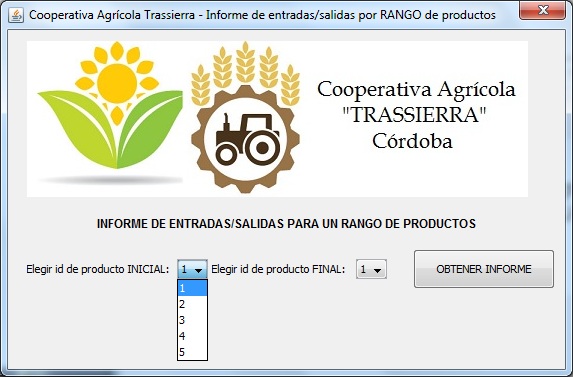 Cooperativa Agrícola Trassierra - Informe de entradas/salidas por RANGO de productos
Cooperativa Agrícola
"TRASSIERRA"
Córdoba
INFORME DE ENTRADAS/SALIDAS PARA UN RANGO DE PRODUCTOS
Elegir id de producto INICIAL: 1 Elegir id de producto FINAL: 1 OBTENER INFORME
1
2
3
4
5